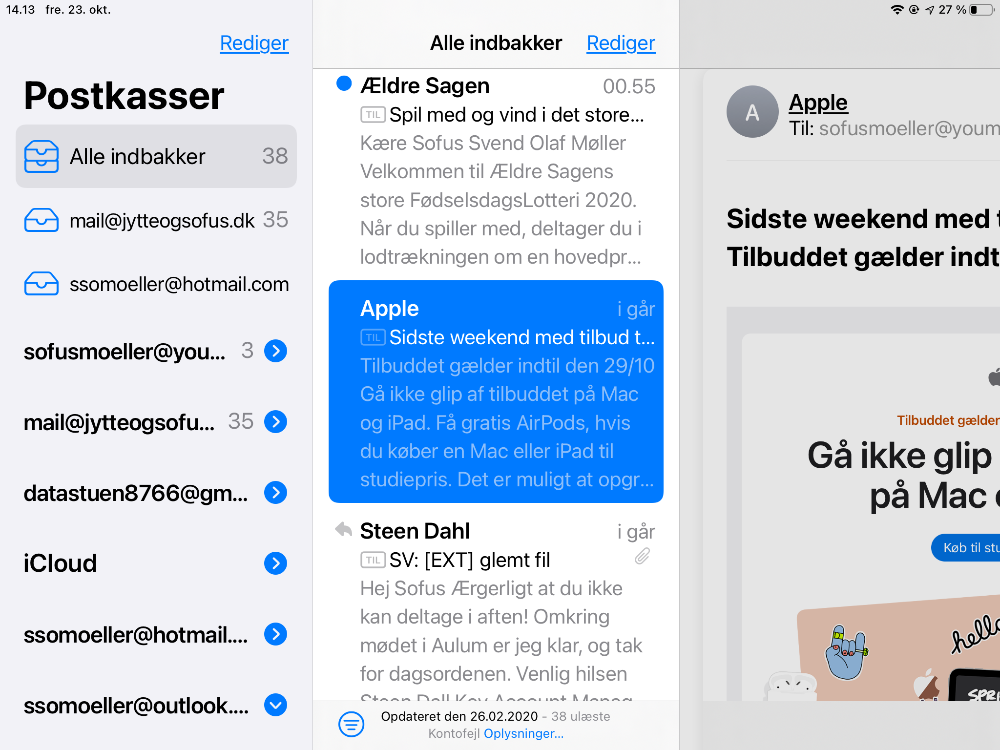 14.13 fre. 23. okt.
27 %
Rediger
Postkasser
Alle indbakker 38
mail@jytteogsofus.dk 35
ssomoeller@hotmail.com
sofusmoeller@you... 3
mail@jytteogsofu... 35
datastuen8766@gm...
iCloud
ssomoeller@hotmail....
ssomoeller@outlook....
Alle indbakker Rediger
Ældre Sagen 00.55
TIL Spil med og vind i det store...
Kære Sofus Svend Olaf Møller
Velkommen til Ældre Sagens
store FødselsdagsLotteri 2020.
Når du spiller med, deltager du i
lodtrækningen om en hovedpr...
Apple i går
TIL Sidste weekend med tilbud t...
Tilbuddet gælder indtil den 29/10
Gå ikke glip af tilbuddet på Mac
og iPad. Få gratis AirPods, hvis
du køber en Mac eller iPad til
studiepris. Det er muligt at opgr...
Steen Dahl i går
TIL SV: [EXT] glemt fil
Hej Sofus Ærgerligt at du ikke
kan deltage i aften! Omkring
mødet i Aulum er jeg klar, og tak
for dagsordenen. Venlig hilsen
Steen Dall Key Account Manag
Opdateret den 26.02.2020 - 38 ulæste
Kontofejl Oplysninger...
A
Apple
Til: sofusmoeller@youm
Sidste weekend med t
Tilbuddet gælder indt
Tilbuddet gælder
Gå ikke glip
på Mac
Køb til stu
hello
SPRI